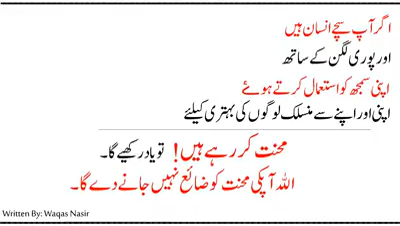 اگر آپ سچے انسان ہیں
اور پوری لگن کے ساتھ
اپنی سمجھ کو استعمال کرتے ہوئے
اپنی اور اپنے سے منسلک لوگوں کی بہتری کیلئے
محنت کر رہے ہیں! تو یاد رکھیے گا۔
اللہ آپکی محنت کو ضائع نہیں جانے دے گا۔
Written By: Waqas Nasir